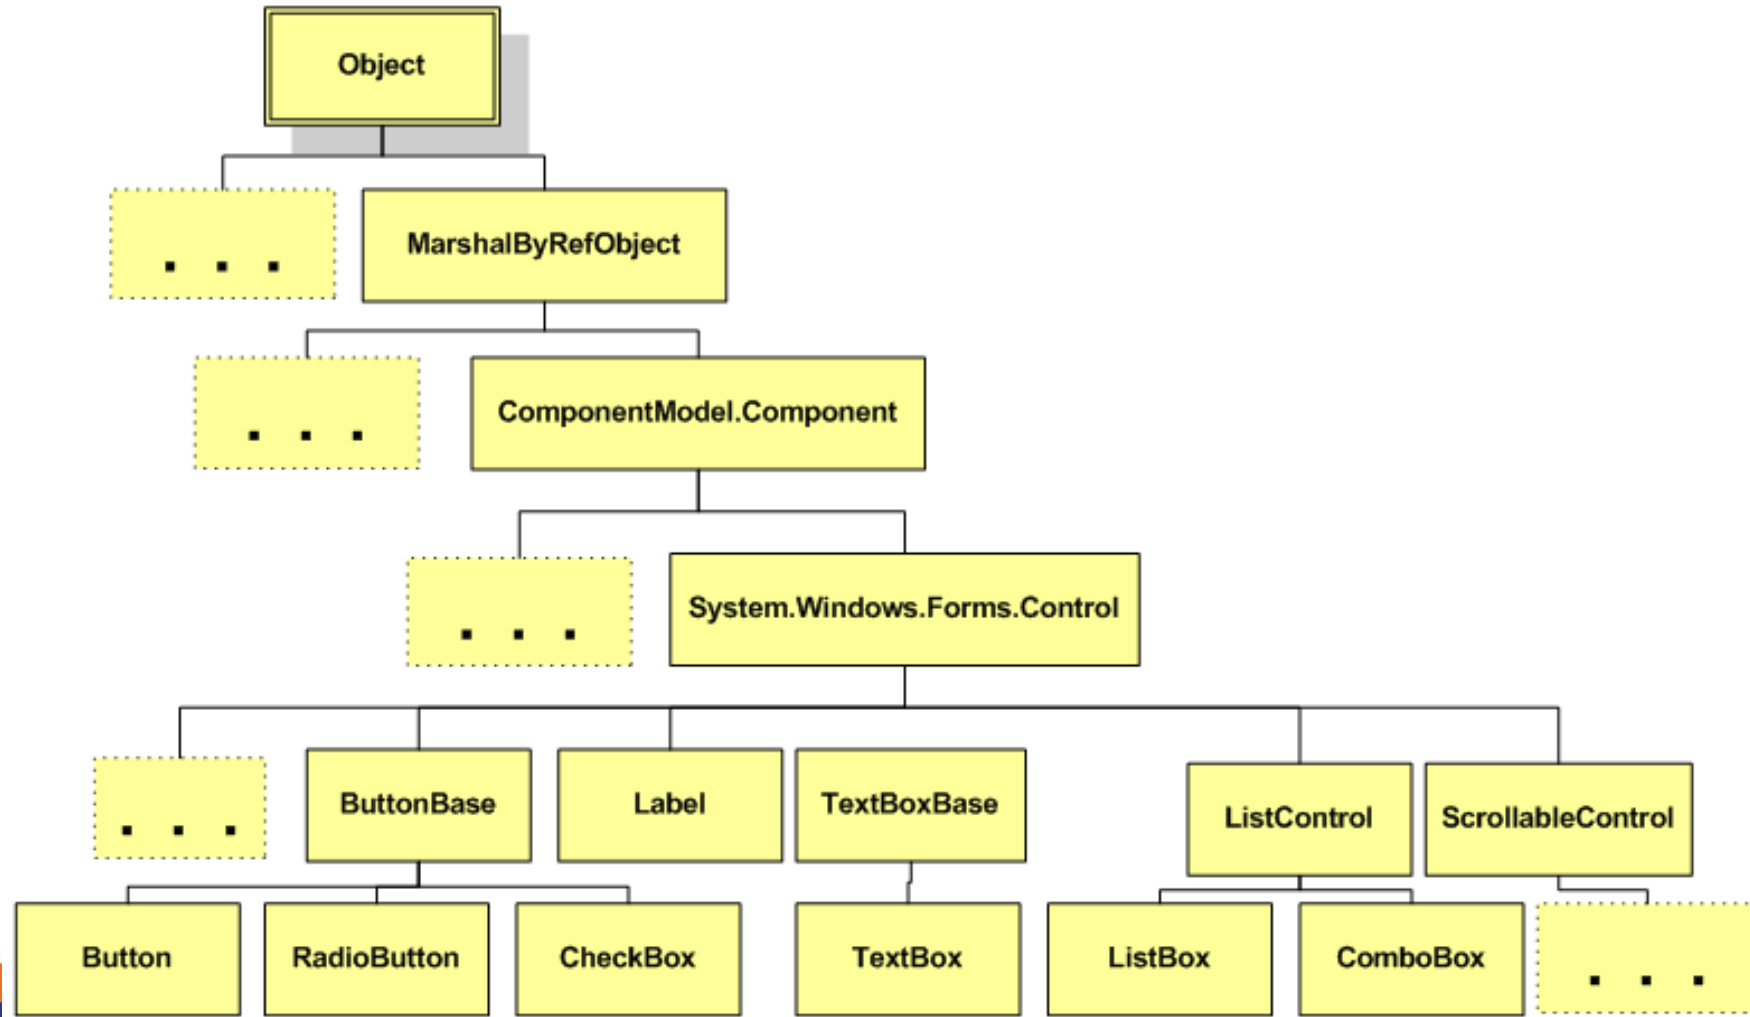 Object
. . .
MarshalByRefObject
. . .
ComponentModel.Component
. . .
System.Windows.Forms.Control
. . .
ButtonBase
Label
TextBoxBase
ListControl
ScrollableControl
Button
RadioButton
CheckBox
TextBox
ListBox
ComboBox
. . .